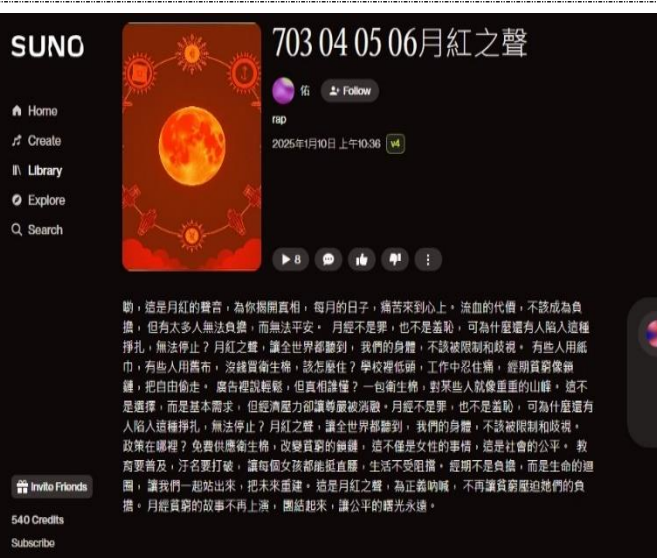 SUNO
Home
Create
Library
Explore
Search
Invite Friends
540 Credits
Subscribe
703 04 05 06月紅之聲
佑
Follow
rap
2025年1月10日 上午10:36 v4
8
喲，這是月紅的聲音，為你揭開真相，每月的日子，痛苦來到心上。流血的代價，不該成為負
擔，但有太多人無法負擔，而無法平安。 月經不是罪，也不是羞恥，可為什麼還有人陷入這種
掙扎，無法停止？月紅之聲，讓全世界都聽到，我們的身體，不該被限制和歧視。 有些人用紙
巾，有些人用舊布，沒錢買衛生棉，該怎麼住？學校裡低頭，工作中忍住痛，經期貧窮像鎖
鏈，把自由偷走。 廣告裡說輕鬆，但真相誰懂？一包衛生棉，對某些人就像重重的山峰。這不
是選擇，而是基本需求，但經濟壓力卻讓尊嚴被消融。月經不是罪，也不是羞恥，可為什麼還有
人陷入這種掙扎，無法停止？月紅之聲，讓全世界都聽到，我們的身體，不該被限制和歧視。
政策在哪裡？免費供應衛生棉，改變貧窮的鎖鏈，這不僅是女性的事情，這是社會的公平。 教
育要普及，汙名要打破，讓每個女孩都能挺直腰，生活不受阻擋。經期不是負擔，而是生命的迴
圈，讓我們一起站出來，把未來重建。這是月紅之聲，為正義吶喊，不再讓貧窮壓迫她們的負
擔。月經貧窮的故事不再上演，團結起來，讓公平的曙光永遠。